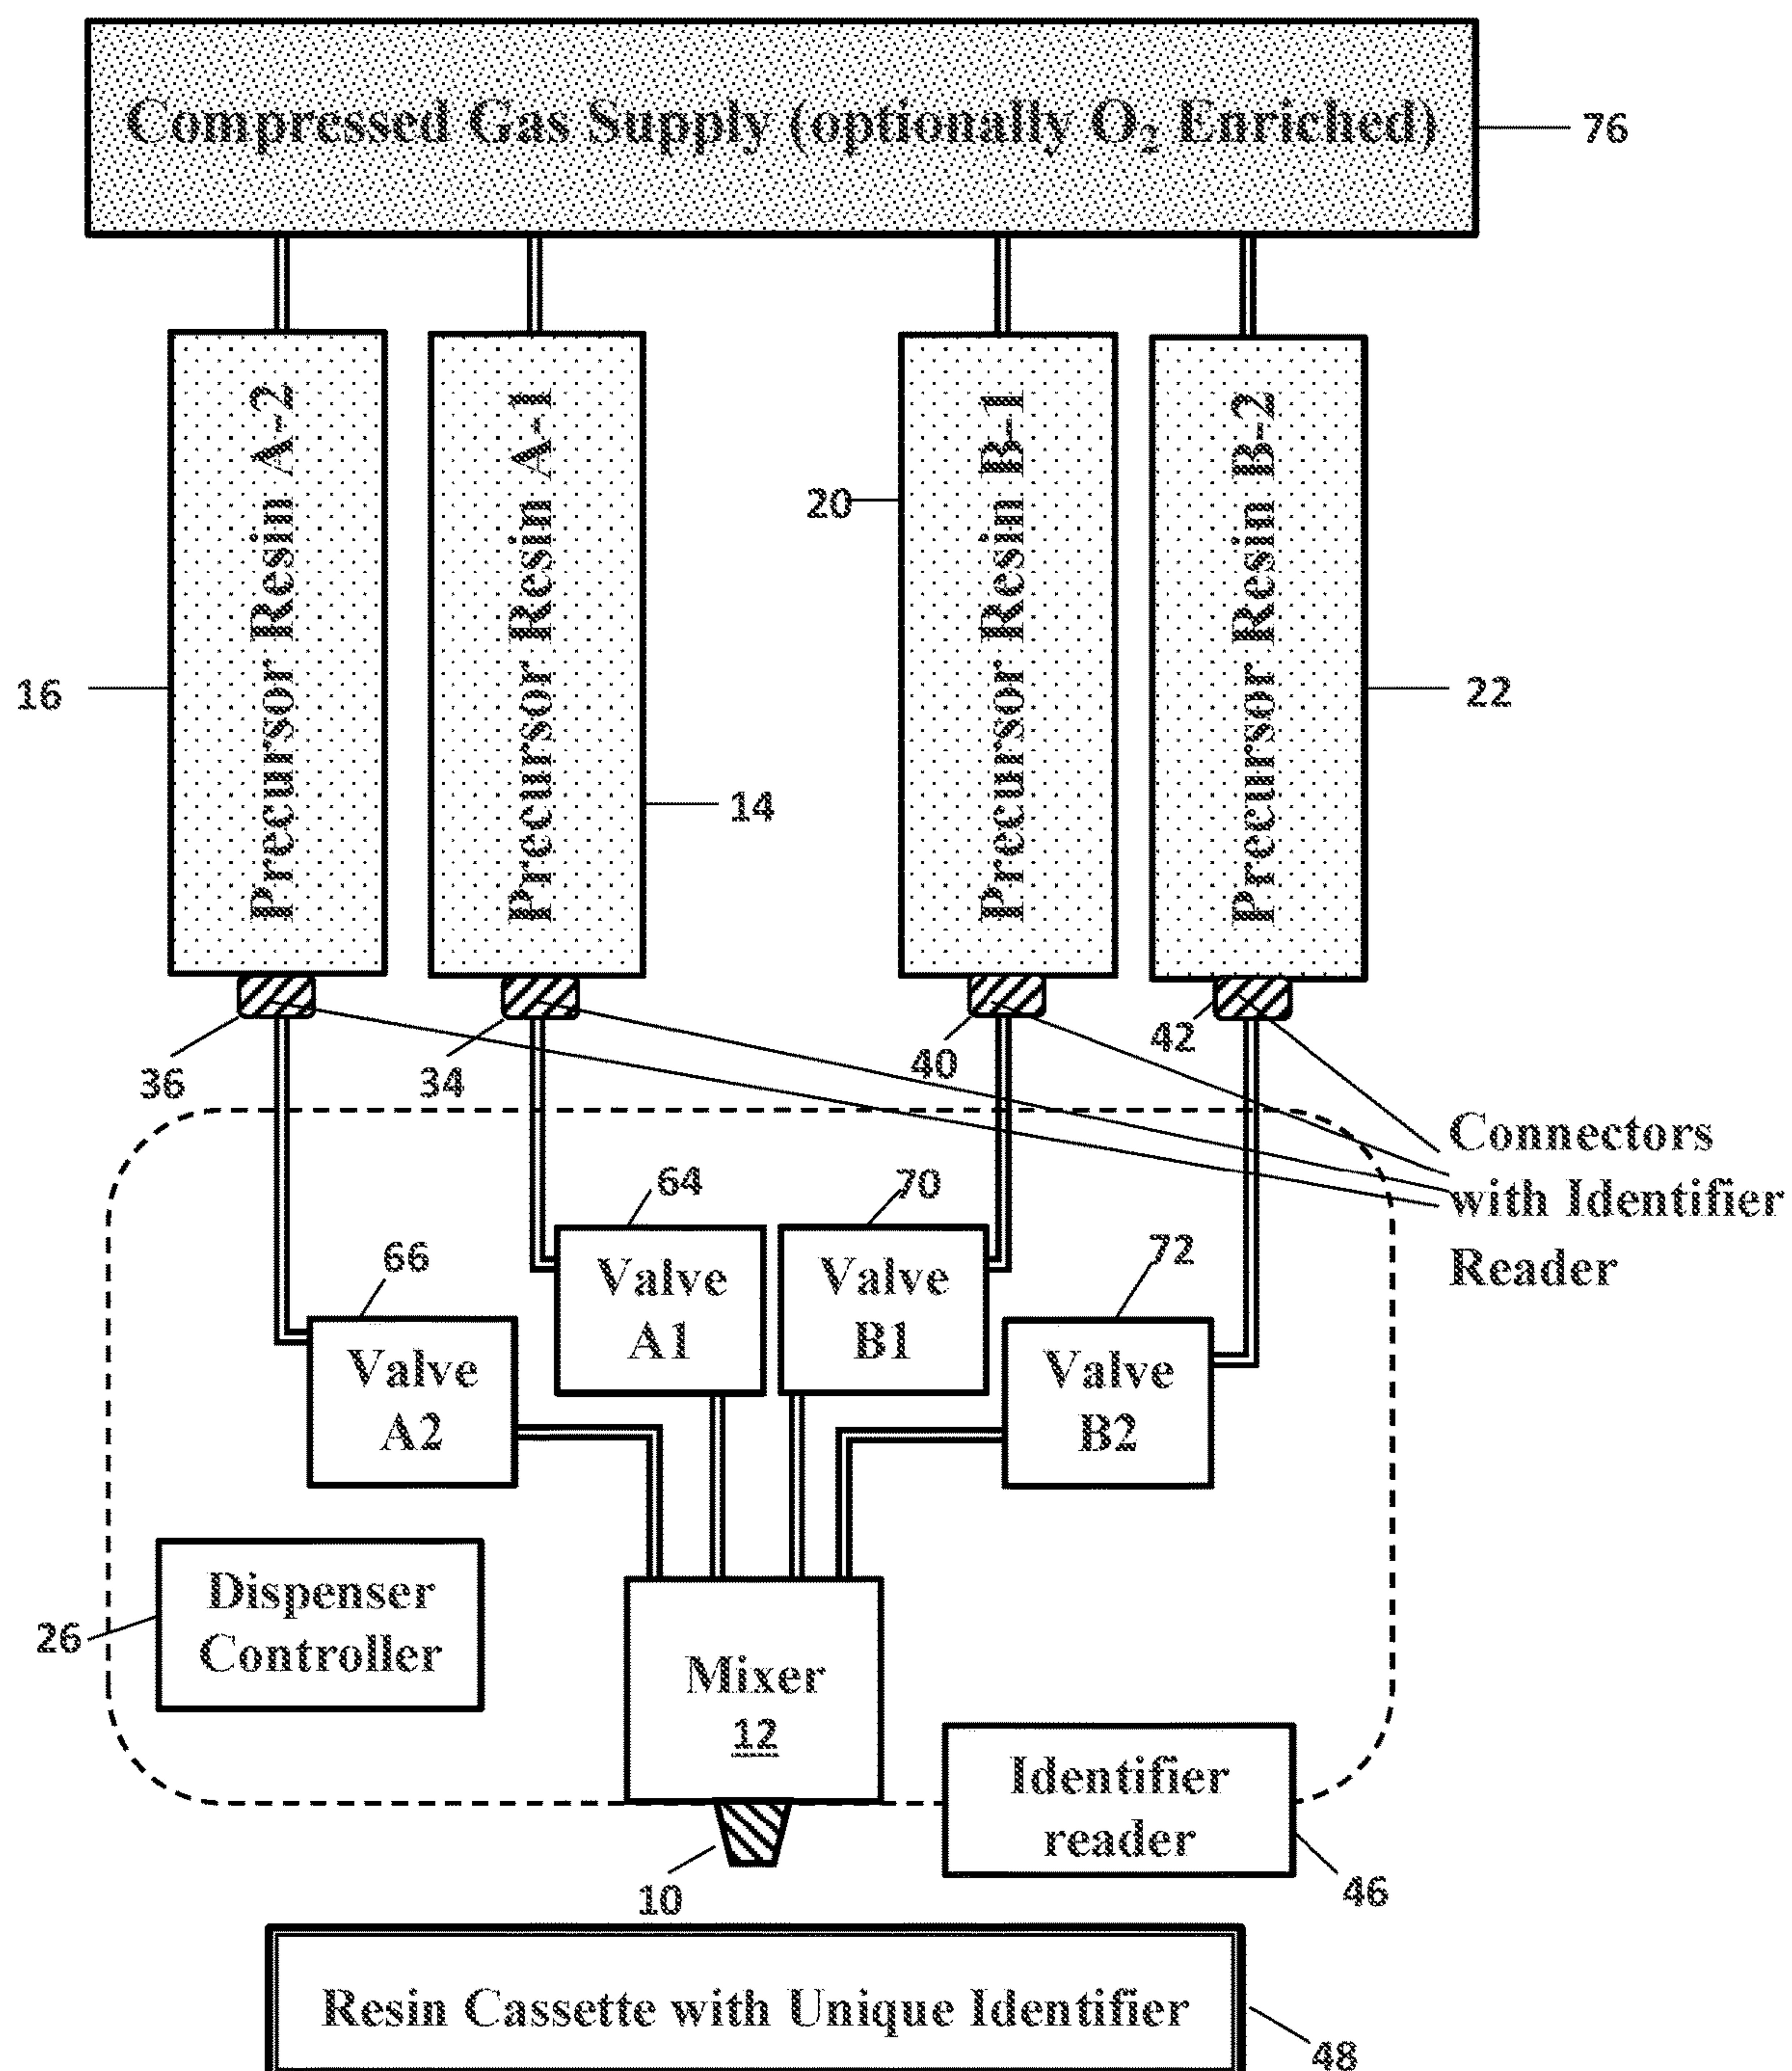 Compressed Gas Supply (optionally O₂ Enriched)
76
Precursor Resin A-2
Precursor Resin A-1
Precursor Resin B-1
Precursor Resin B-2
20
16
22
14
36
34
40
42
Connectors
with Identifier
Reader
64
70
66
72
Valve
A1
Valve
B1
Valve
A2
Valve
B2
Dispenser
Controller
26
Mixer
12
Identifier
reader
10
46
Resin Cassette with Unique Identifier
48